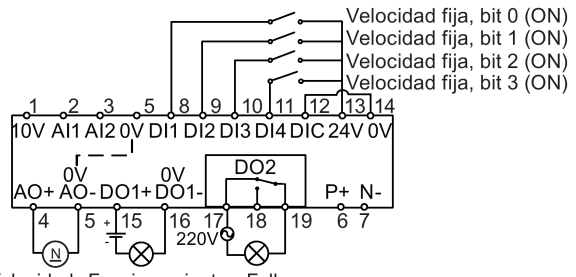 Velocidad fija, bit 0 (ON)
Velocidad fija, bit 1 (ON)
Velocidad fija, bit 2 (ON)
Velocidad fija, bit 3 (ON)
1 2 3 5 8 9 10 11 12 13 14
10V AI1 AI2 0V DI1 DI2 DI3 DI4 DIC 24V 0V
0V 0V DO2
AO+ AO- DO1+ DO1- P+ N-
4 5 15 16 17 18 19 6 7
+
-
220V
N